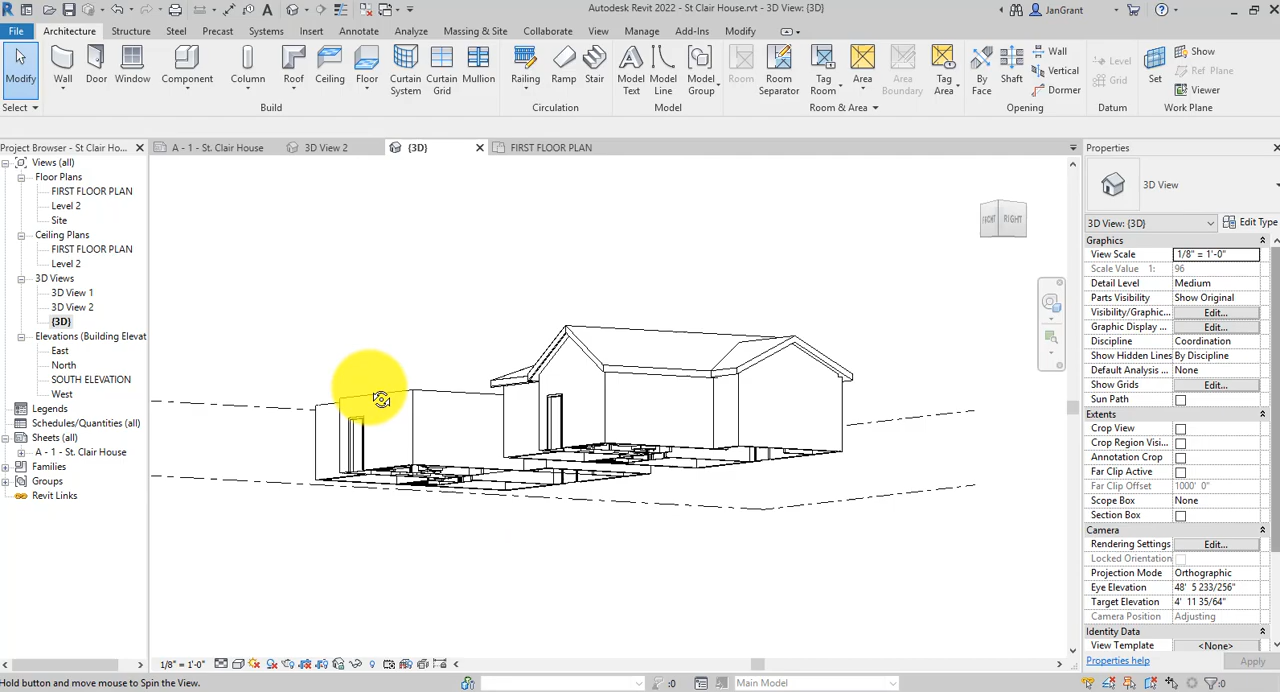 Autodesk Revit 2022 - St Clair House.rvt - 3D View: {3D}
JanGrant
File Architecture Structure Steel Precast Systems Insert Annotate Analyze Massing & Site Collaborate View Manage Add-Ins Modify
Modify
Wall
Door
Window
Component
Column
Roof
Ceiling
Floor
Curtain System
Curtain Grid
Mullion
Railing
Ramp
Stair
Model Text
Model Line
Model Group
Room
Room Separator
Tag Room
Area
Area Boundary
Tag Area
By Face
Shaft
Wall
Vertical
Dormer
Level
Grid
Set
Show
Ref Plane
Viewer
Select Build Circulation Model Room & Area Opening Datum Work Plane
Project Browser - St Clair Ho...
A - 1 - St. Clair House
3D View 2
{3D}
FIRST FLOOR PLAN
Properties
Views (all)
Floor Plans
FIRST FLOOR PLAN
Level 2
Site
Ceiling Plans
FIRST FLOOR PLAN
Level 2
3D Views
3D View 1
3D View 2
{3D}
Elevations (Building Elevat
East
North
SOUTH ELEVATION
West
Legends
Schedules/Quantities (all)
Sheets (all)
A - 1 - St. Clair House
Families
Groups
Revit Links
FRONT RIGHT
3D View
3D View: {3D} Edit Type
Graphics
View Scale 1/8" = 1'-0"
Scale Value 1: 96
Detail Level Medium
Parts Visibility Show Original
Visibility/Graphic... Edit...
Graphic Display ... Edit...
Discipline Coordination
Show Hidden Lines By Discipline
Default Analysis ... None
Show Grids Edit...
Sun Path
Extents
Crop View
Crop Region Visi...
Annotation Crop
Far Clip Active
Far Clip Offset 1000' 0"
Scope Box None
Section Box
Camera
Rendering Settings Edit...
Locked Orientation
Projection Mode Orthographic
Eye Elevation 48' 5 233/256"
Target Elevation 4' 11 35/64"
Camera Position Adjusting
Identity Data
View Template <None>
Properties help Apply
1/8" = 1'-0"
Hold button and move mouse to Spin the View.
:0
Main Model
:0